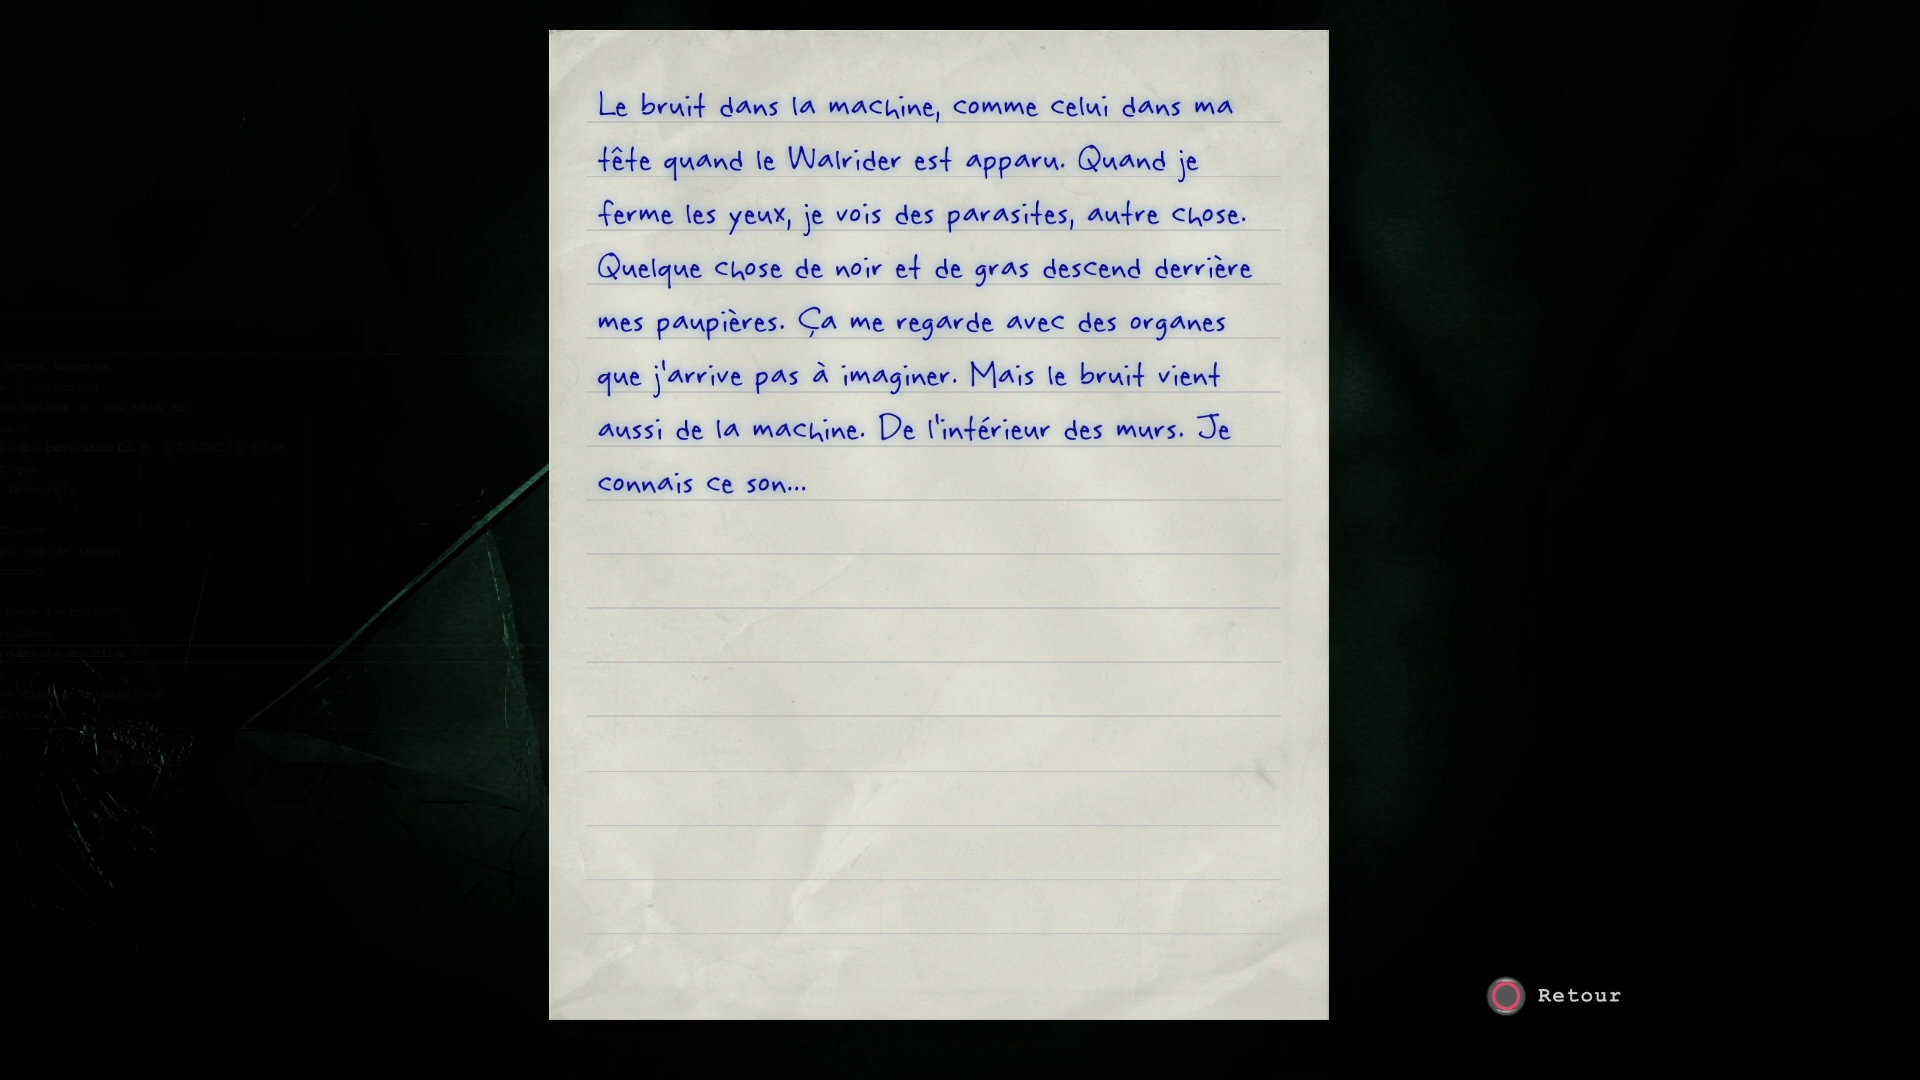 Le bruit dans la machine, comme celui dans ma
tête quand le Walrider est apparu. Quand je
ferme les yeux, je vois des parasites, autre chose.
Quelque chose de noir et de gras descend derrière
mes paupières. Ça me regarde avec des organes
que j'arrive pas à imaginer. Mais le bruit vient
aussi de la machine. De l'intérieur des murs. Je
connais ce son...
Retour